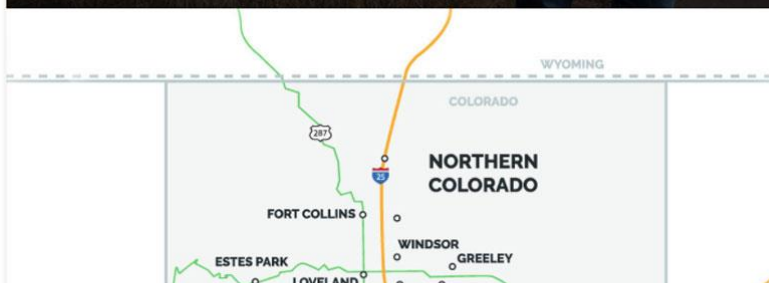 WYOMING
COLORADO
287
NORTHERN
COLORADO
25
FORT COLLINS
WINDSOR
ESTES PARK
GREELEY
LOVELAND